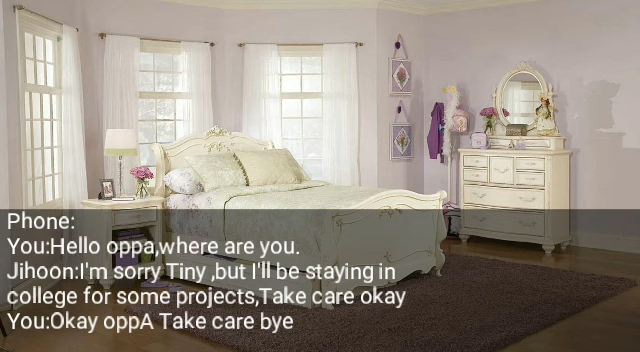 Phone:
You:Hello oppa,where are you.
Jihoon:I'm sorry Tiny ,but I'll be staying in
college for some projects,Take care okay
You:Okay oppA Take care bye